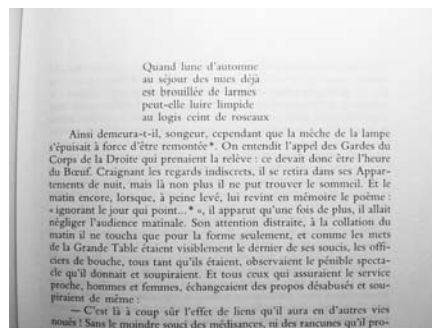 Quand lune d'automne
au séjour des nues déjà
est brouillée de larmes
peut-elle luire limpide
au logis ceint de roseaux
Ainsi demeura-t-il, songeur, cependant que la mèche de la lampe
s'épuisait à force d'être remontée*. On entendit l'appel des Gardes du
Corps de la Droite qui prenaient la relève : ce devait donc être l'heure
du Bœuf. Craignant les regards indiscrets, il se retira dans ses Appar-
tements de nuit, mais là non plus il ne put trouver le sommeil. Et le
matin encore, lorsque, à peine levé, lui revint en mémoire le poème :
« ignorant le jour qui point...* », il apparut qu'une fois de plus, il allait
négliger l'audience matinale. Son attention distraite, à la collation du
matin il ne toucha que pour la forme seulement, et comme les mets
de la Grande Table étaient visiblement le dernier de ses soucis, les offi-
ciers de bouche, tous tant qu'ils étaient, observaient le pénible specta-
cle qu'il donnait et soupiraient. Et tous ceux qui assuraient le service
proche, hommes et femmes, échangeaient des propos désabusés et sou-
piraient de même :
— C'est là à coup sûr l'effet de liens qu'il aura en d'autres vies
noués ! Sans le moindre souci des médisances, ni des rancunes qu'il pro-